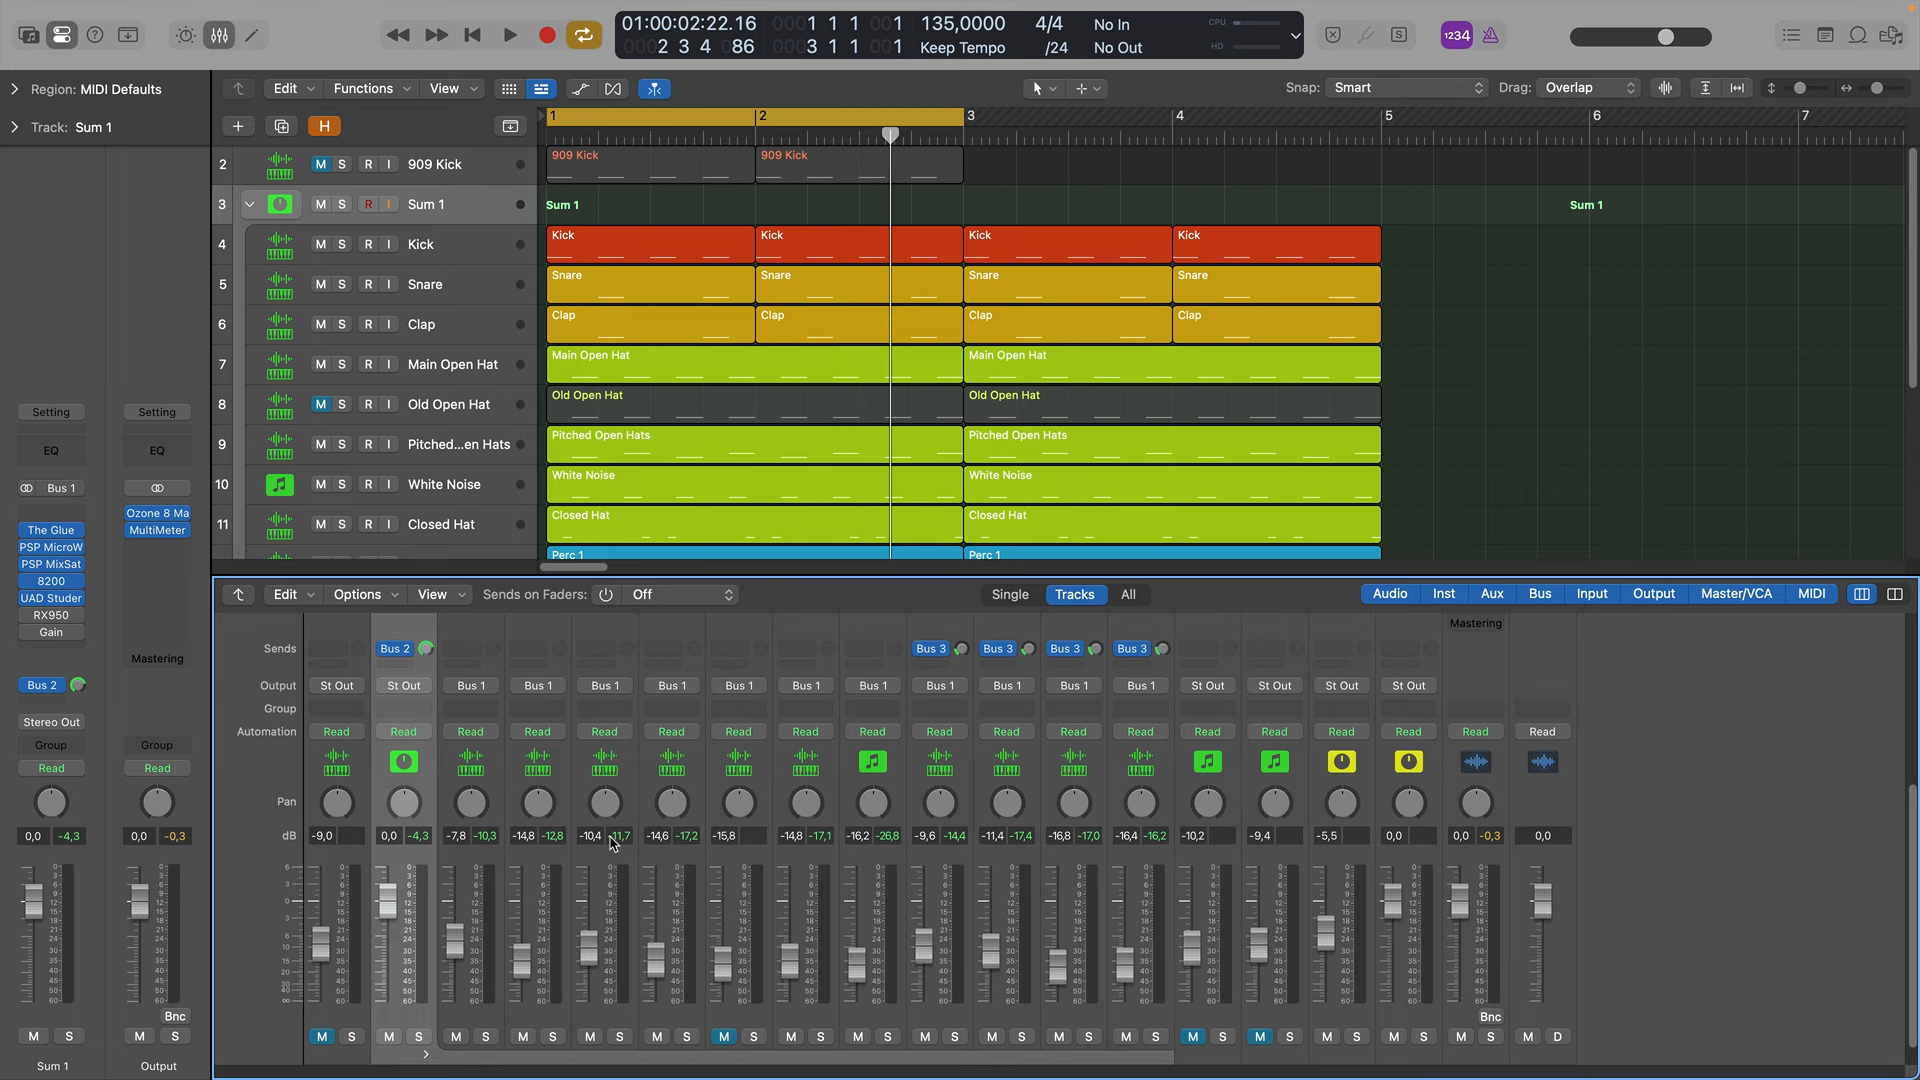 01:00:02:22.16 0001 1 1 001 135,0000 4/4 No In CPU
0002 3 4 086 0003 1 1 001 Keep Tempo /24 No Out HD
S 1234
Region: MIDI Defaults
Edit Functions View Snap: Smart Drag: Overlap
Track: Sum 1
H 1 2 3 4 5 6 7
2 M S R I 909 Kick 909 Kick 909 Kick
3 M S R I Sum 1 Sum 1 Sum 1
4 M S R I Kick Kick Kick Kick Kick
5 M S R I Snare Snare Snare Snare Snare
6 M S R I Clap Clap Clap Clap Clap
7 M S R I Main Open Hat Main Open Hat Main Open Hat
8 M S R I Old Open Hat Old Open Hat Old Open Hat
9 M S R I Pitched...en Hats Pitched Open Hats Pitched Open Hats
10 M S R I White Noise White Noise White Noise
11 M S R I Closed Hat Closed Hat Closed Hat
Perc 1 Perc 1
Setting Setting
EQ EQ
Bus 1
Ozone 8 Ma
The Glue MultiMeter
PSP MicroW
PSP MixSat
8200
UAD Studer
RX950
Gain
Mastering
Bus 2
Stereo Out
Group Group
Read Read
0,0 -4,3 0,0 -0,3
Bnc
M S M S
Sum 1 Output
Edit Options View Sends on Faders: Off Single Tracks All Audio Inst Aux Bus Input Output Master/VCA MIDI
Mastering
Sends Bus 2 Bus 3 Bus 3 Bus 3 Bus 3
Output St Out St Out Bus 1 Bus 1 Bus 1 Bus 1 Bus 1 Bus 1 Bus 1 Bus 1 Bus 1 Bus 1 Bus 1 St Out St Out St Out St Out
Group
Automation Read Read Read Read Read Read Read Read Read Read Read Read Read Read Read Read Read Read Read
Pan
dB -9,0 0,0 -4,3 -7,8 -10,3 -14,8 -12,8 -10,4 -11,7 -14,6 -17,2 -15,8 -14,8 -17,1 -16,2 -26,8 -9,6 -14,4 -11,4 -17,4 -16,8 -17,0 -16,4 -16,2 -10,2 -9,4 -5,5 0,0 0,0 -0,3 0,0
Bnc
M S M S M S M S M S M S M S M S M S M S M S M S M S M S M S M S M S M S M D